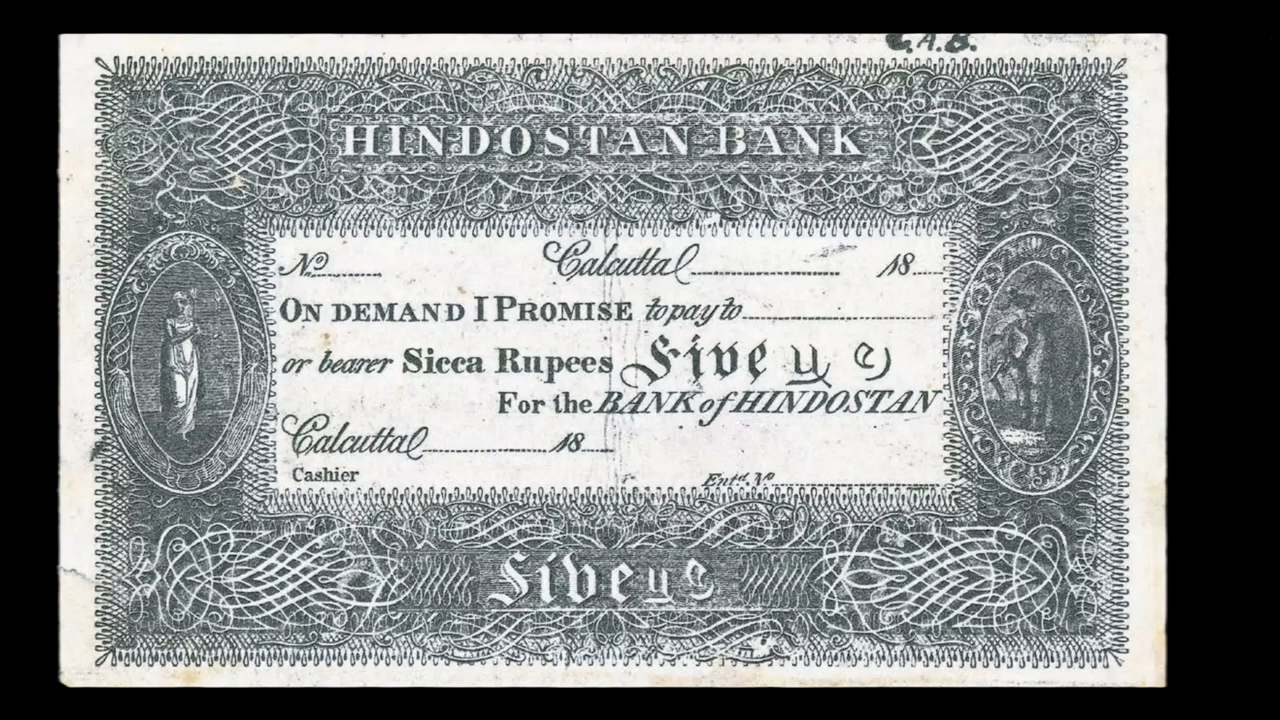 C.A.B.
HINDOSTAN BANK
No Calcutta 18
ON DEMAND I PROMISE to pay to
or bearer Sicca Rupees Five
For the BANK of HINDOSTAN
Calcutta 18
Cashier Entd. No
Five